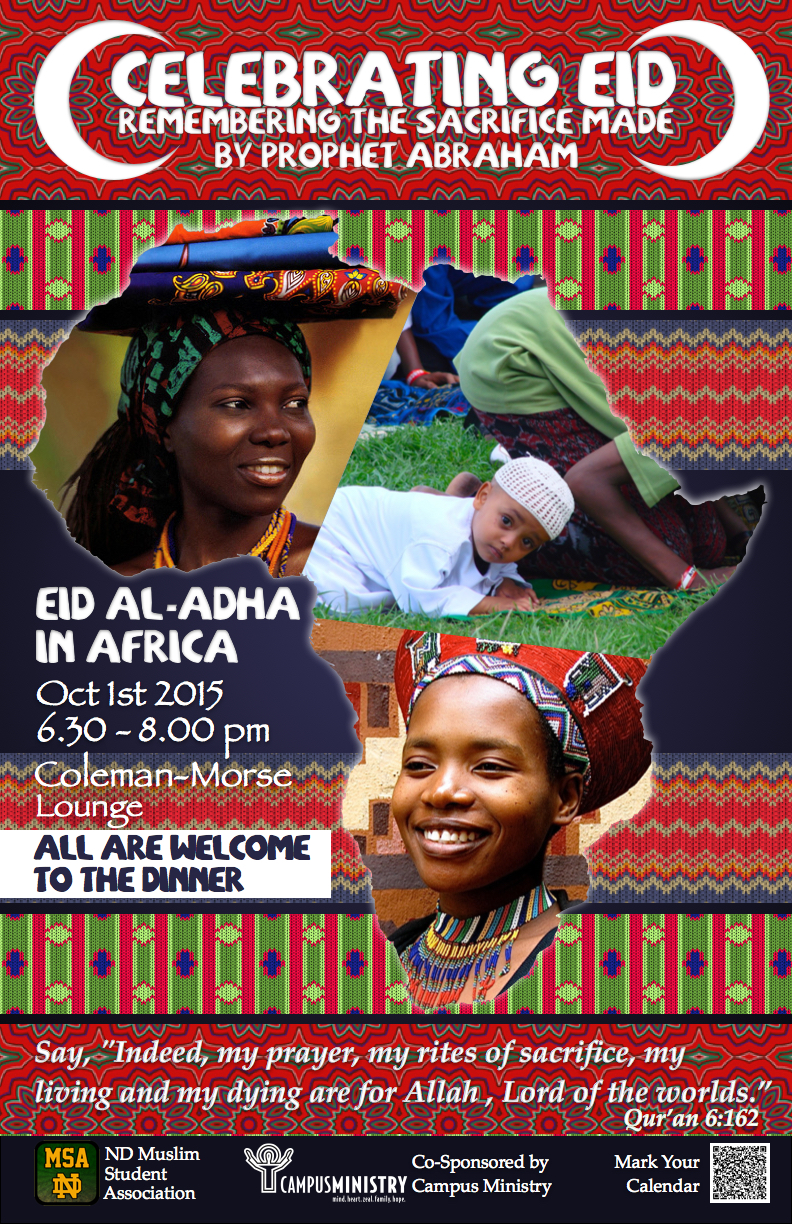 CELEBRATING EID
REMEMBERING THE SACRIFICE MADE
BY PROPHET ABRAHAM
EID AL-ADHA
IN AFRICA
Oct 1st 2015
6.30 - 8.00 pm
Coleman-Morse
Lounge
ALL ARE WELCOME
TO THE DINNER
Say, "Indeed, my prayer, my rites of sacrifice, my
living and my dying are for Allah , Lord of the worlds.”
Qur'an 6:162
MSA
ND
ND Muslim
Student
Association
CAMPUSMINISTRY
mind. heart. zeal. family. hope.
Co-Sponsored by
Campus Ministry
Mark Your
Calendar